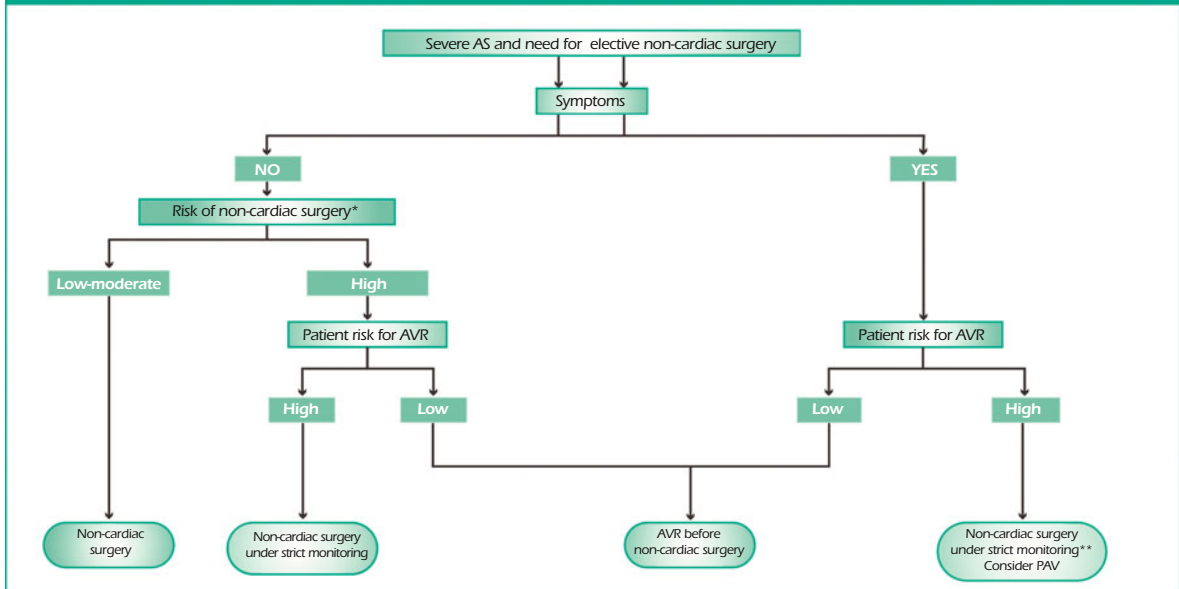 Severe AS and need for elective non-cardiac surgery
Symptoms
NO
YES
Risk of non-cardiac surgery*
Low-moderate
High
Patient risk for AVR
Patient risk for AVR
High
Low
Low
High
Non-cardiac
surgery
Non-cardiac surgery
under strict monitoring
AVR before
non-cardiac surgery
Non-cardiac surgery
under strict monitoring**
Consider PAV